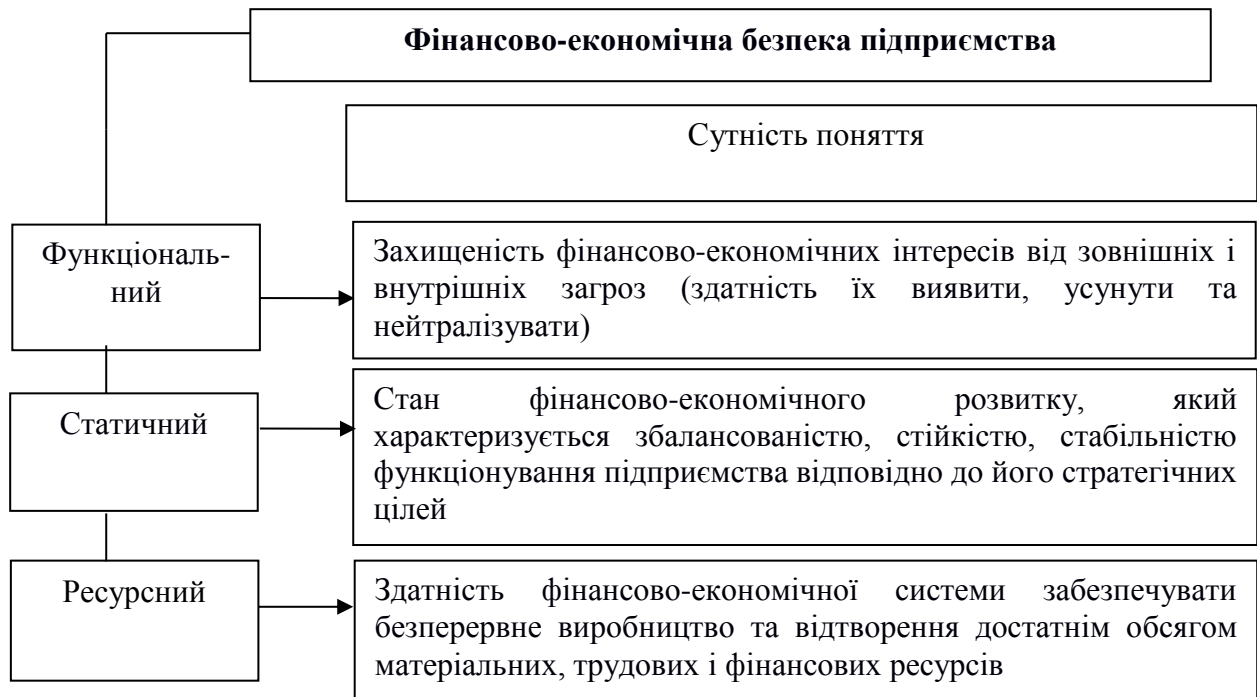 Фінансово-економічна безпека підприємства
Сутність поняття
Функціональ-
ний
Захищеність фінансово-економічних інтересів від зовнішніх і
внутрішніх загроз (здатність їх виявити, усунути та
нейтралізувати)
Статичний
Стан фінансово-економічного розвитку, який
характеризується збалансованістю, стійкістю, стабільністю
функціонування підприємства відповідно до його стратегічних
цілей
Ресурсний
Здатність фінансово-економічної системи забезпечувати
безперервне виробництво та відтворення достатнім обсягом
матеріальних, трудових і фінансових ресурсів